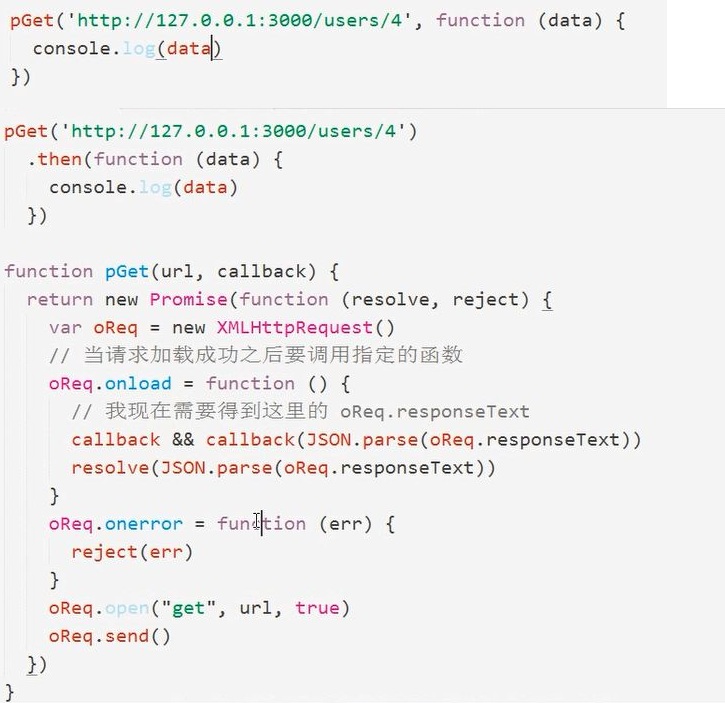 pGet('http://127.0.0.1:3000/users/4', function (data) {
  console.log(data)
})
pGet('http://127.0.0.1:3000/users/4')
  .then(function (data) {
    console.log(data)
  })
function pGet(url, callback) {
  return new Promise(function (resolve, reject) {
    var oReq = new XMLHttpRequest()
    // 当请求加载成功之后要调用指定的函数
    oReq.onload = function () {
      // 我现在需要得到这里的 oReq.responseText
      callback && callback(JSON.parse(oReq.responseText))
      resolve(JSON.parse(oReq.responseText))
    }
    oReq.onerror = function (err) {
      reject(err)
    }
    oReq.open("get", url, true)
    oReq.send()
  })
}